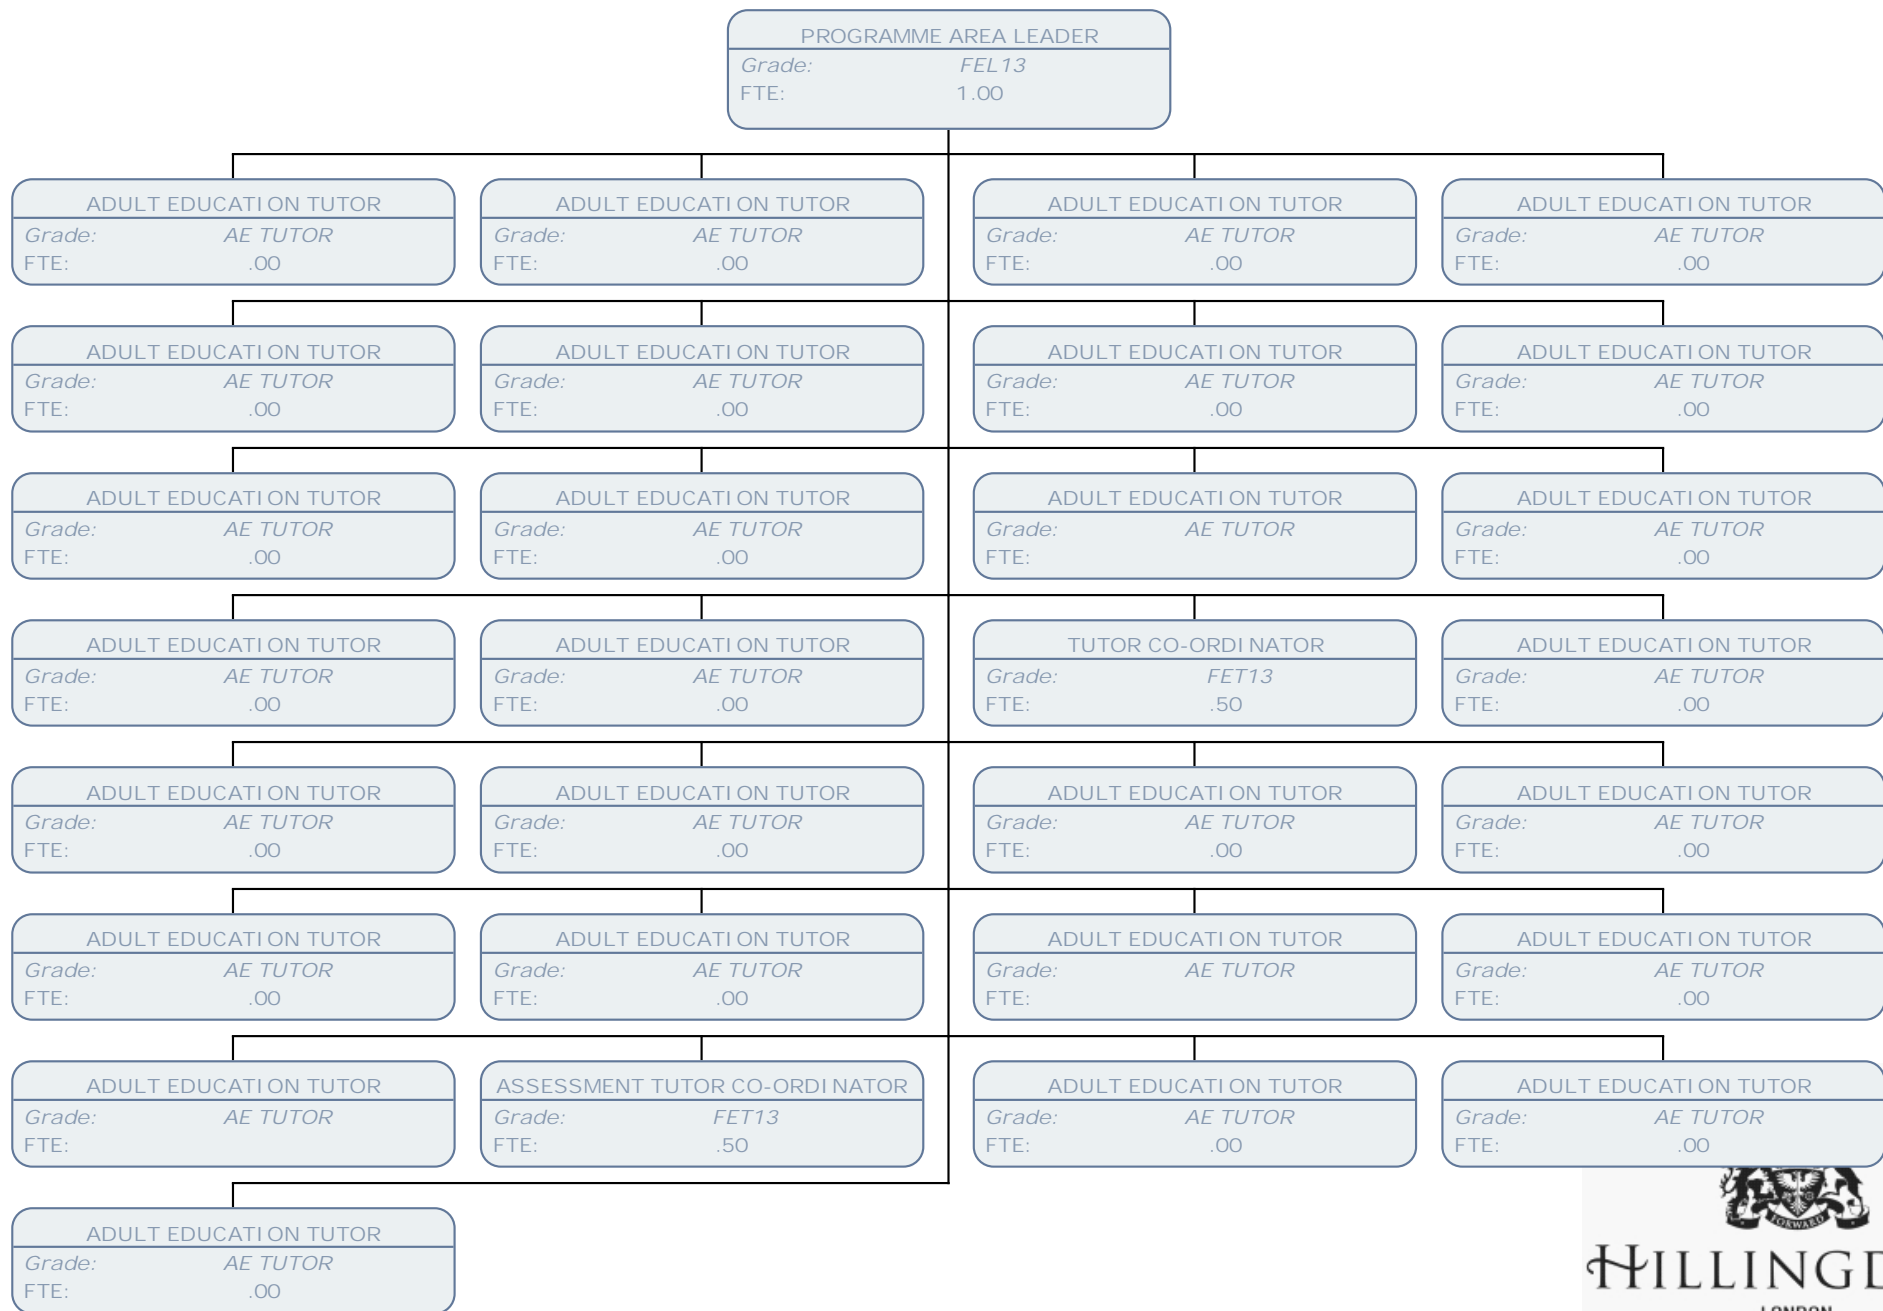 PROGRAMME AREA LEADER
Grade: FEL13
FTE: 1.00
ADULT EDUCATION TUTOR
Grade: AE TUTOR
FTE: .00
ADULT EDUCATION TUTOR
Grade: AE TUTOR
FTE: .00
ADULT EDUCATION TUTOR
Grade: AE TUTOR
FTE: .00
ADULT EDUCATION TUTOR
Grade: AE TUTOR
FTE: .00
ADULT EDUCATION TUTOR
Grade: AE TUTOR
FTE: .00
ADULT EDUCATION TUTOR
Grade: AE TUTOR
FTE: .00
ADULT EDUCATION TUTOR
Grade: AE TUTOR
FTE: .00
ADULT EDUCATION TUTOR
Grade: AE TUTOR
FTE: .00
ADULT EDUCATION TUTOR
Grade: AE TUTOR
FTE: .00
ADULT EDUCATION TUTOR
Grade: AE TUTOR
FTE: .00
ADULT EDUCATION TUTOR
Grade: AE TUTOR
FTE:
ADULT EDUCATION TUTOR
Grade: AE TUTOR
FTE: .00
ADULT EDUCATION TUTOR
Grade: AE TUTOR
FTE: .00
ADULT EDUCATION TUTOR
Grade: AE TUTOR
FTE: .00
TUTOR CO-ORDINATOR
Grade: FET13
FTE: .50
ADULT EDUCATION TUTOR
Grade: AE TUTOR
FTE: .00
ADULT EDUCATION TUTOR
Grade: AE TUTOR
FTE: .00
ADULT EDUCATION TUTOR
Grade: AE TUTOR
FTE: .00
ADULT EDUCATION TUTOR
Grade: AE TUTOR
FTE: .00
ADULT EDUCATION TUTOR
Grade: AE TUTOR
FTE: .00
ADULT EDUCATION TUTOR
Grade: AE TUTOR
FTE: .00
ADULT EDUCATION TUTOR
Grade: AE TUTOR
FTE: .00
ADULT EDUCATION TUTOR
Grade: AE TUTOR
FTE:
ADULT EDUCATION TUTOR
Grade: AE TUTOR
FTE: .00
ADULT EDUCATION TUTOR
Grade: AE TUTOR
FTE:
ASSESSMENT TUTOR CO-ORDINATOR
Grade: FET13
FTE: .50
ADULT EDUCATION TUTOR
Grade: AE TUTOR
FTE: .00
ADULT EDUCATION TUTOR
Grade: AE TUTOR
FTE: .00
ADULT EDUCATION TUTOR
Grade: AE TUTOR
FTE: .00
FORWARD
HILLINGD
LONDON